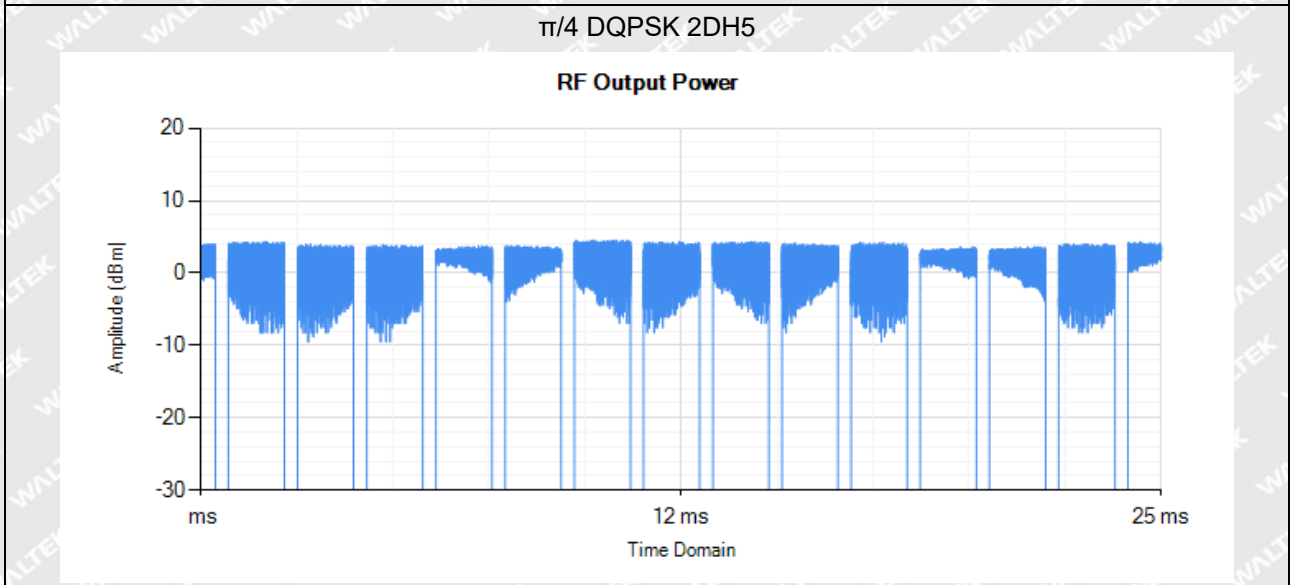 π/4 DQPSK 2DH5
RF Output Power
20
10
0
-10
-20
-30
Amplitude [dBm]
ms
12 ms
25 ms
Time Domain
WALTEK